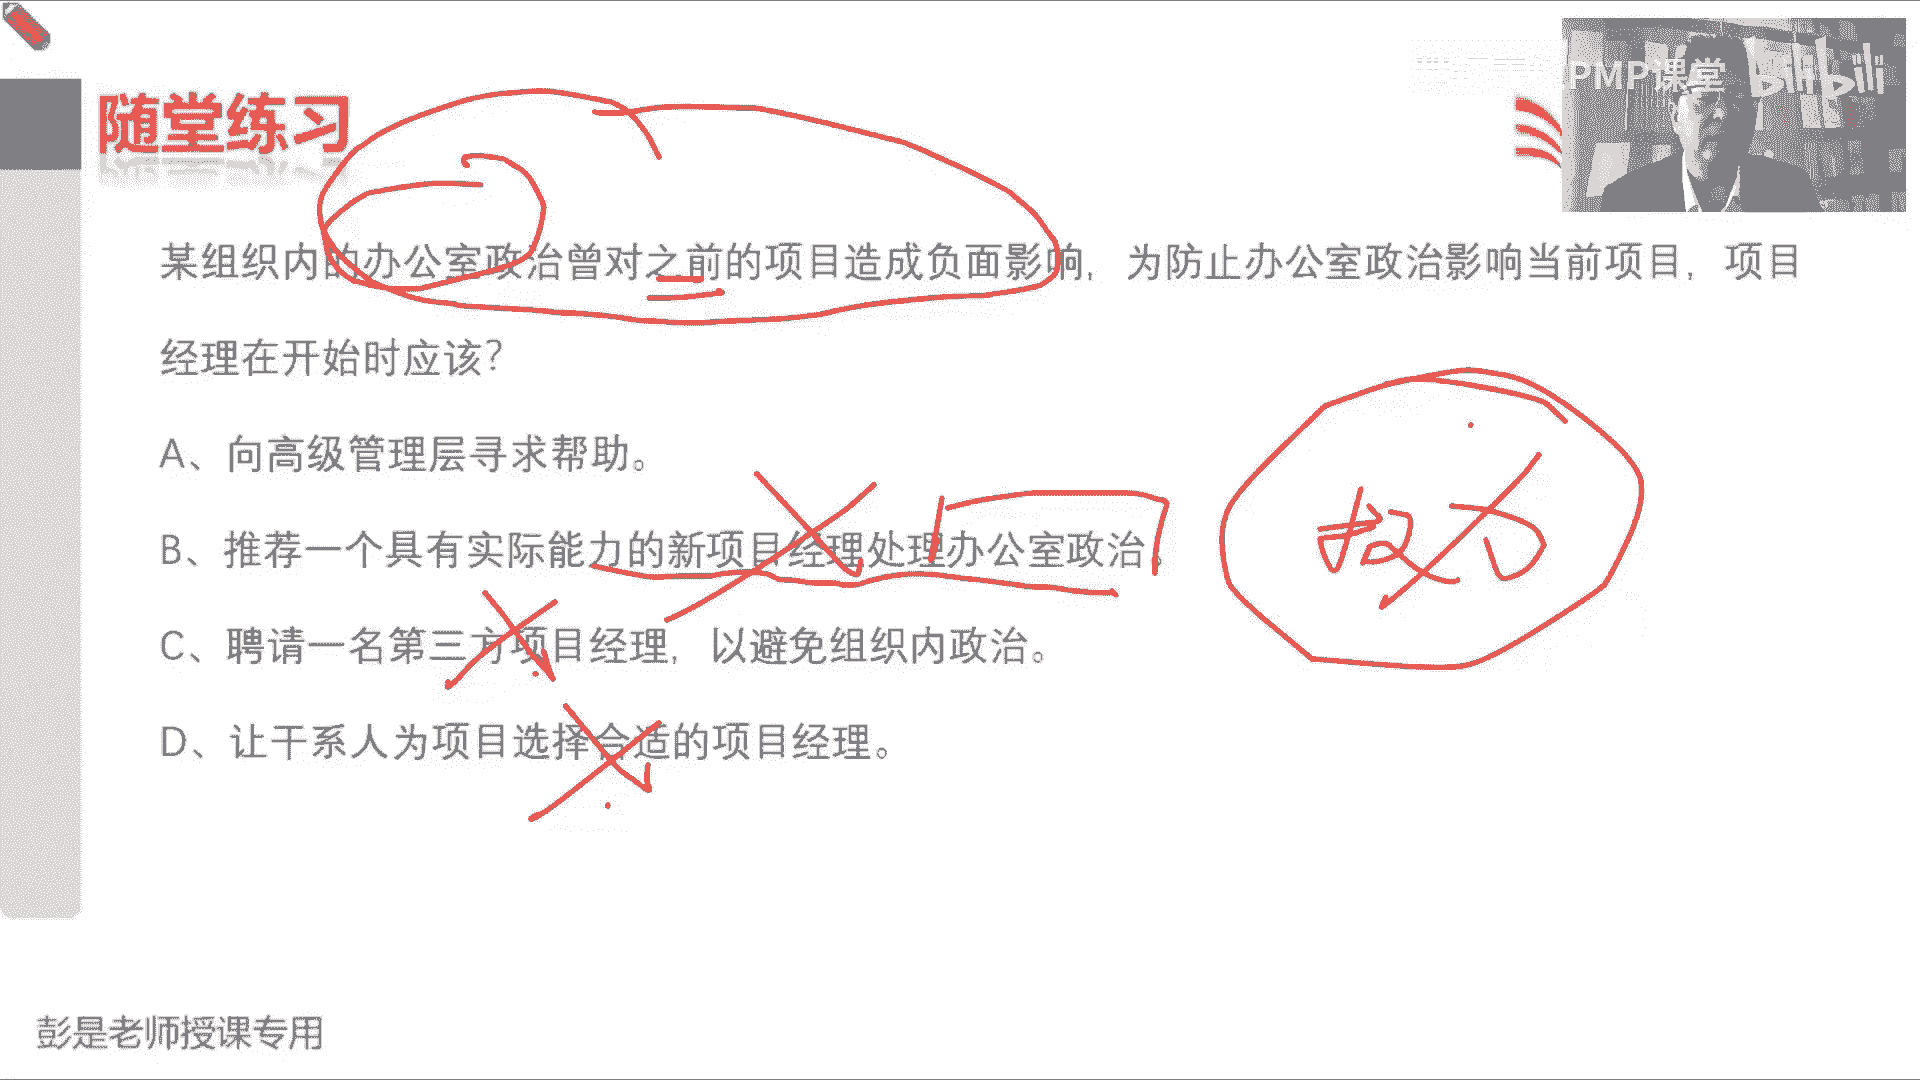 PMP课堂 bilibili
随堂练习
某组织内的办公室政治曾对之前的项目造成负面影响，为防止办公室政治影响当前项目，项目
经理在开始时应该?
A、向高级管理层寻求帮助。
B、推荐一个具有实际能力的新项目经理处理办公室政治。
权力
C、聘请一名第三方项目经理，以避免组织内政治。
D、让干系人为项目选择合适的项目经理。
彭是老师授课专用